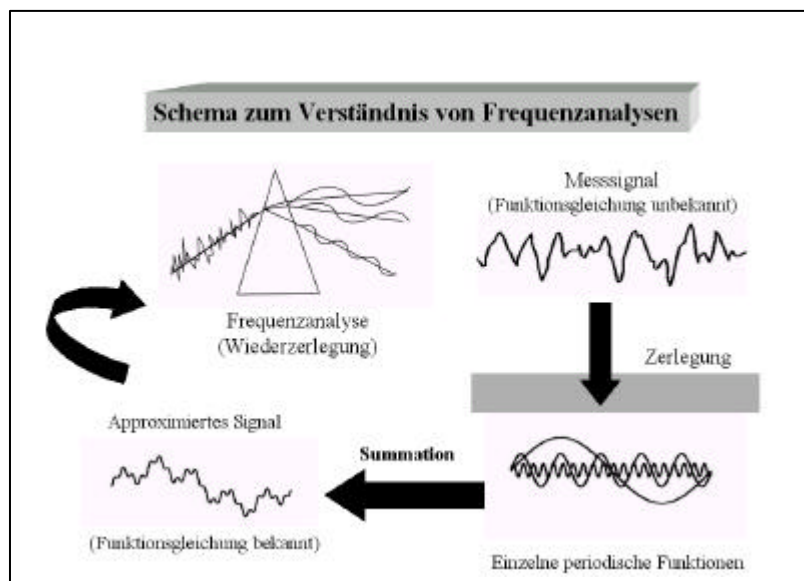 Schema zum Verständnis von Frequenzanalysen
Messsignal
(Funktionsgleichung unbekannt)
Frequenzanalyse
(Wiederzerlegung)
Zerlegung
Approximiertes Signal
Summation
(Funktionsgleichung bekannt)
Einzelne periodische Funktionen